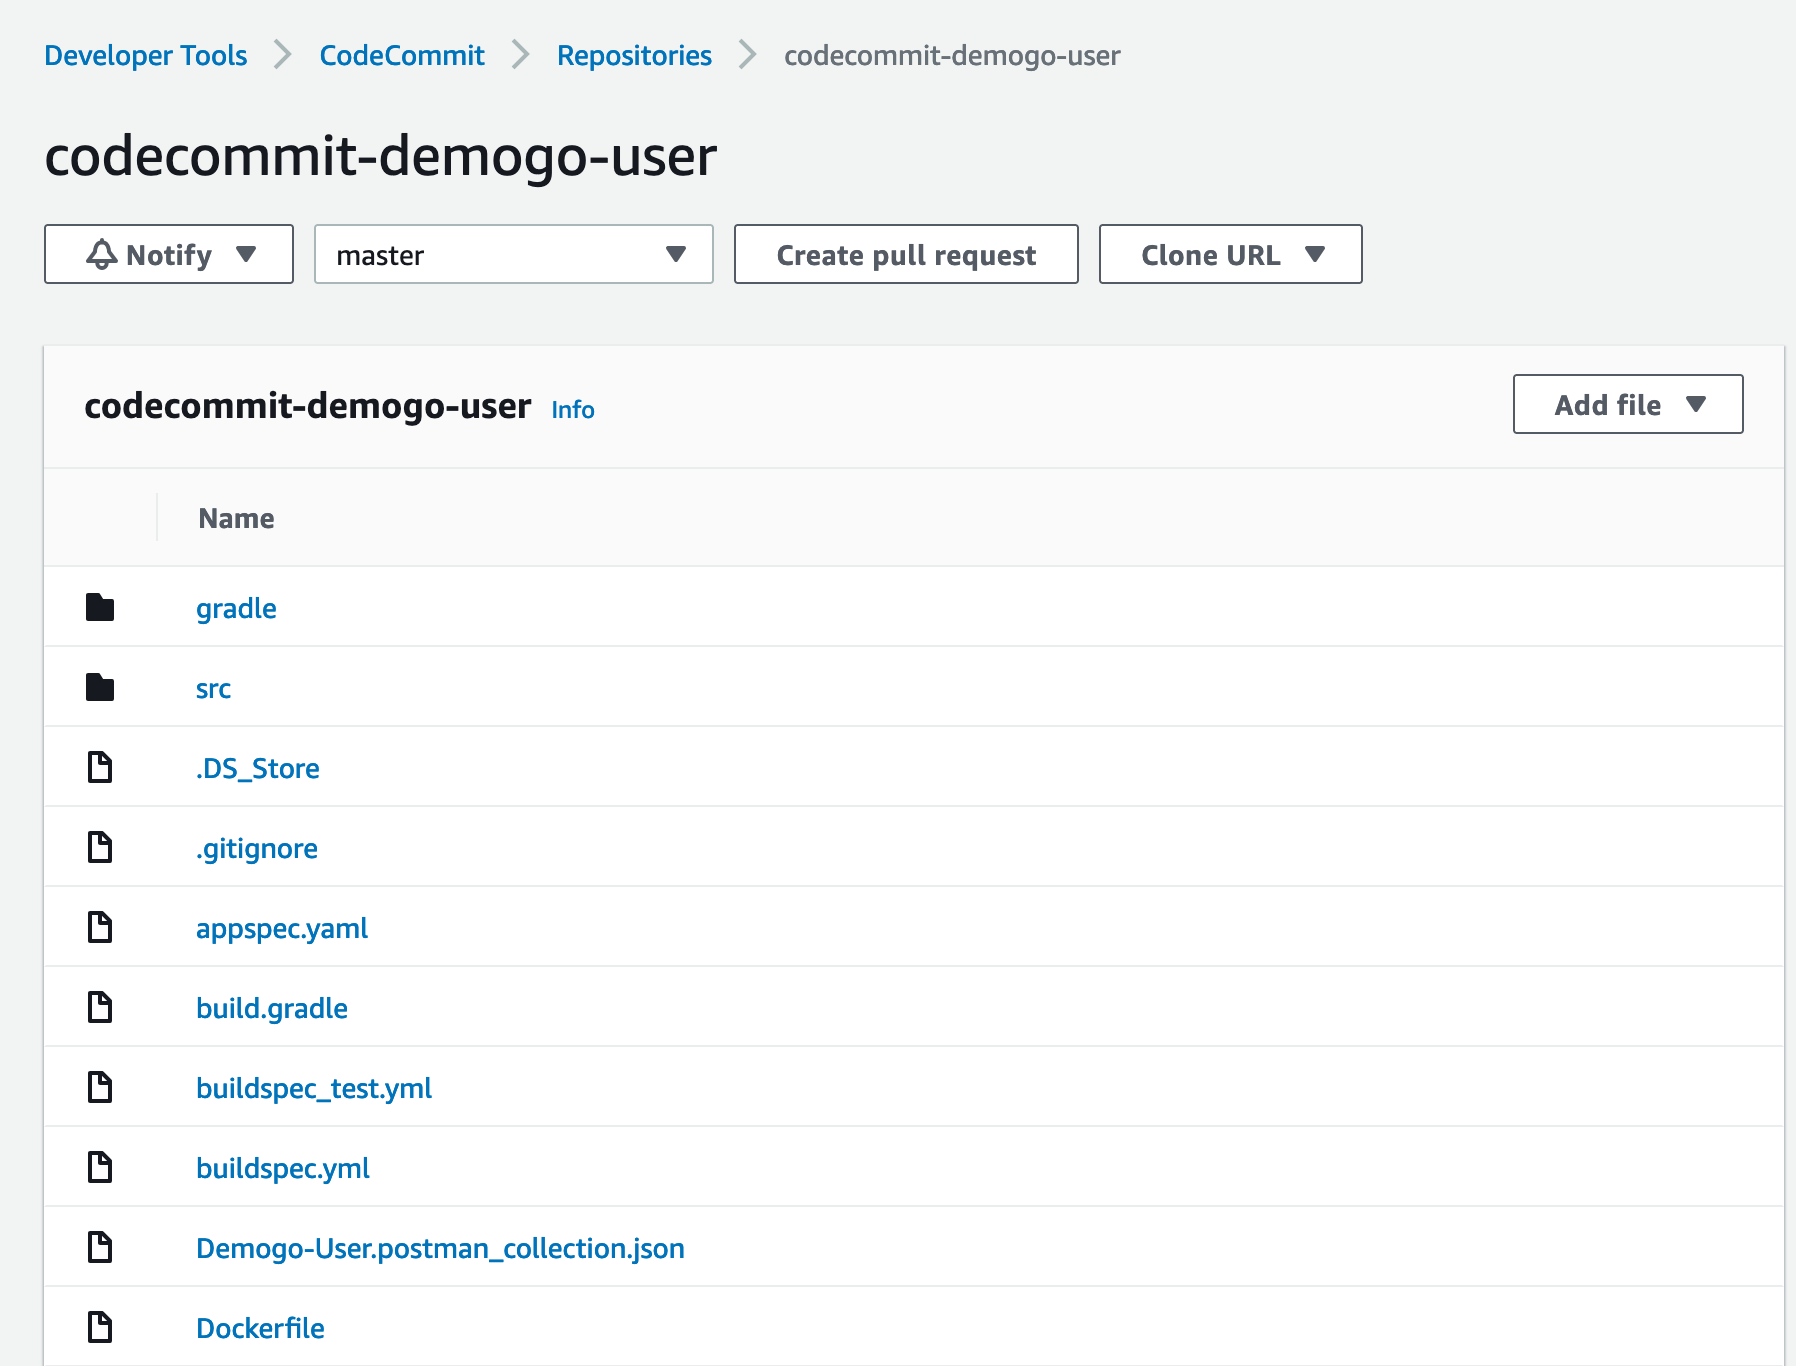 Developer Tools > CodeCommit > Repositories > codecommit-demogo-user
codecommit-demogo-user
Notify master Create pull request Clone URL
codecommit-demogo-user Info Add file
Name
gradle
src
.DS_Store
.gitignore
appspec.yaml
build.gradle
buildspec_test.yml
buildspec.yml
Demogo-User.postman_collection.json
Dockerfile